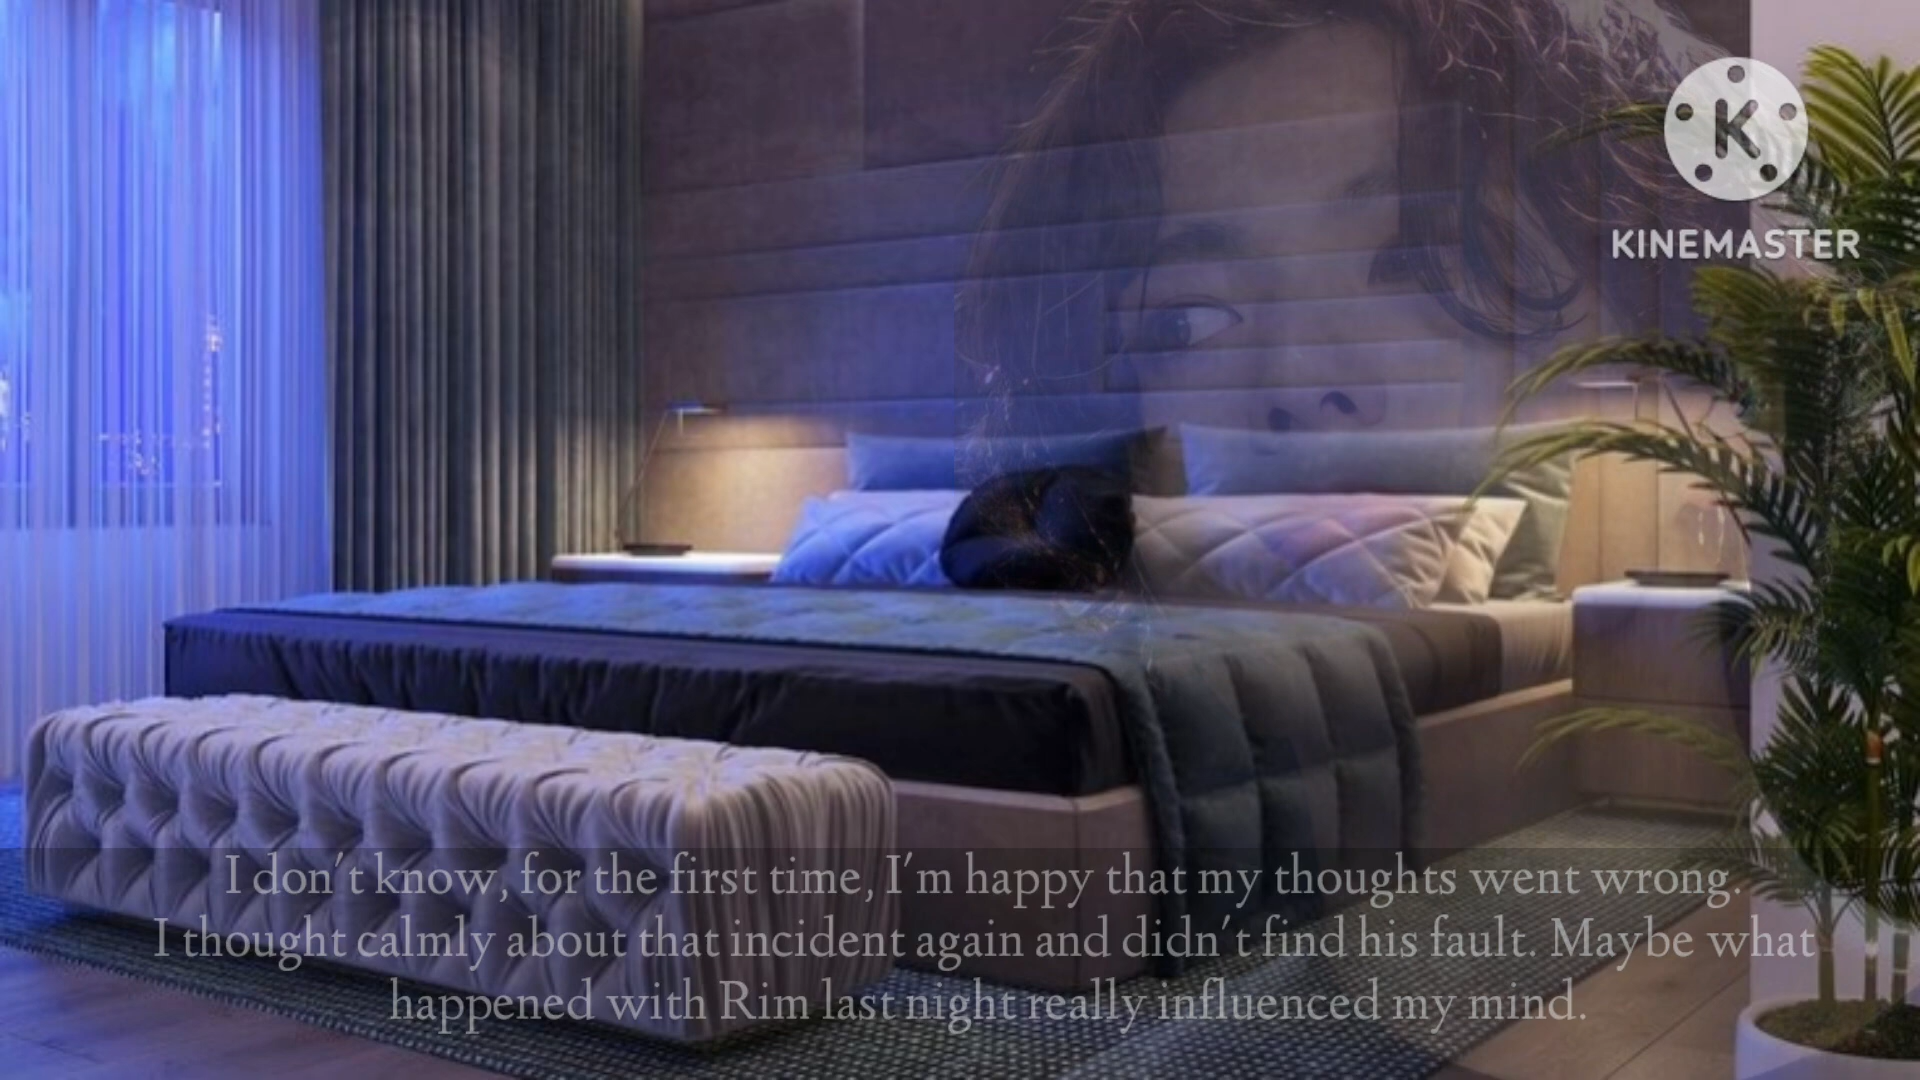 K
KINEMASTER
I don't know, for the first time, I'm happy that my thoughts went wrong.
I thought calmly about that incident again and didn't find his fault. Maybe what
happened with Rim last night really influenced my mind.